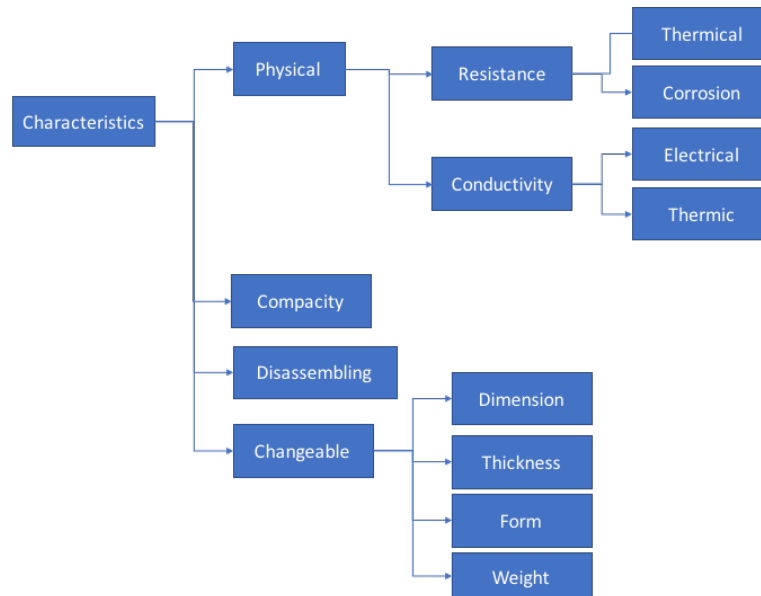 Thermical
Physical
Resistance
Corrosion
Characteristics
Electrical
Conductivity
Thermic
Compacity
Disassembling
Dimension
Changeable
Thickness
Form
Weight